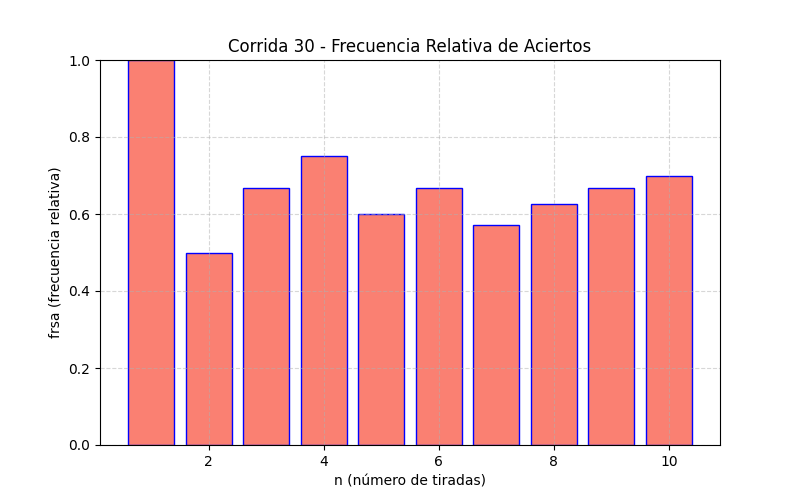 Corrida 30 - Frecuencia Relativa de Aciertos
frsa (frecuencia relativa)
1.0
0.8
0.6
0.4
0.2
0.0
2 4 6 8 10
n (número de tiradas)